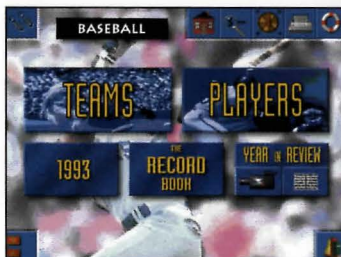 BASEBALL
TEAMS
PLAYERS
1993
THE
RECORD
BOOK
YEAR IN REVIEW